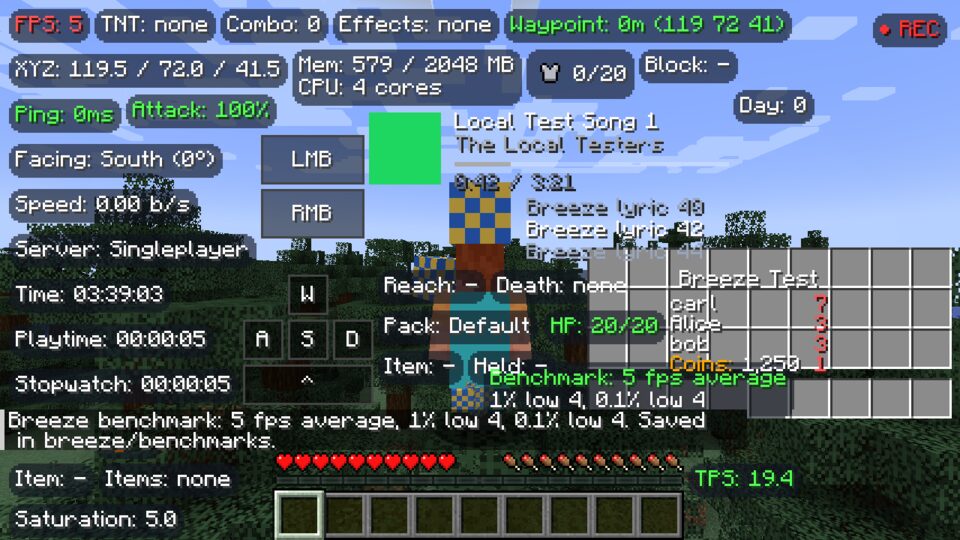 FPS: 5
TNT: none
Combo: 0
Effects: none
Waypoint: 0m (119 72 41)
REC
XYZ: 119.5 / 72.0 / 41.5
Mem: 579 / 2048 MB
CPU: 4 cores
0/20
Block: -
Day: 0
Ping: 0ms
Attack: 100%
Local Test Song 1
The Local Testers
0:42 / 3:21
Facing: South (0°)
LMB
RMB
Speed: 0.00 b/s
Breeze lyric 40
Breeze lyric 42
Breeze lyric 44
Server: Singleplayer
Time: 03:39:03
W
A S D
^
Reach: - Death: none
Breeze Test
carl 7
Alice 3
bob 3
Coins: 1,250 1
Playtime: 00:00:05
Pack: Default
HP: 20/20
Item: - Held: -
Stopwatch: 00:00:05
Benchmark: 5 fps average
1% low 4, 0.1% low 4
Breeze benchmark: 5 fps average, 1% low 4, 0.1% low 4. Saved
in breeze/benchmarks.
Item: - Items: none
TPS: 19.4
Saturation: 5.0